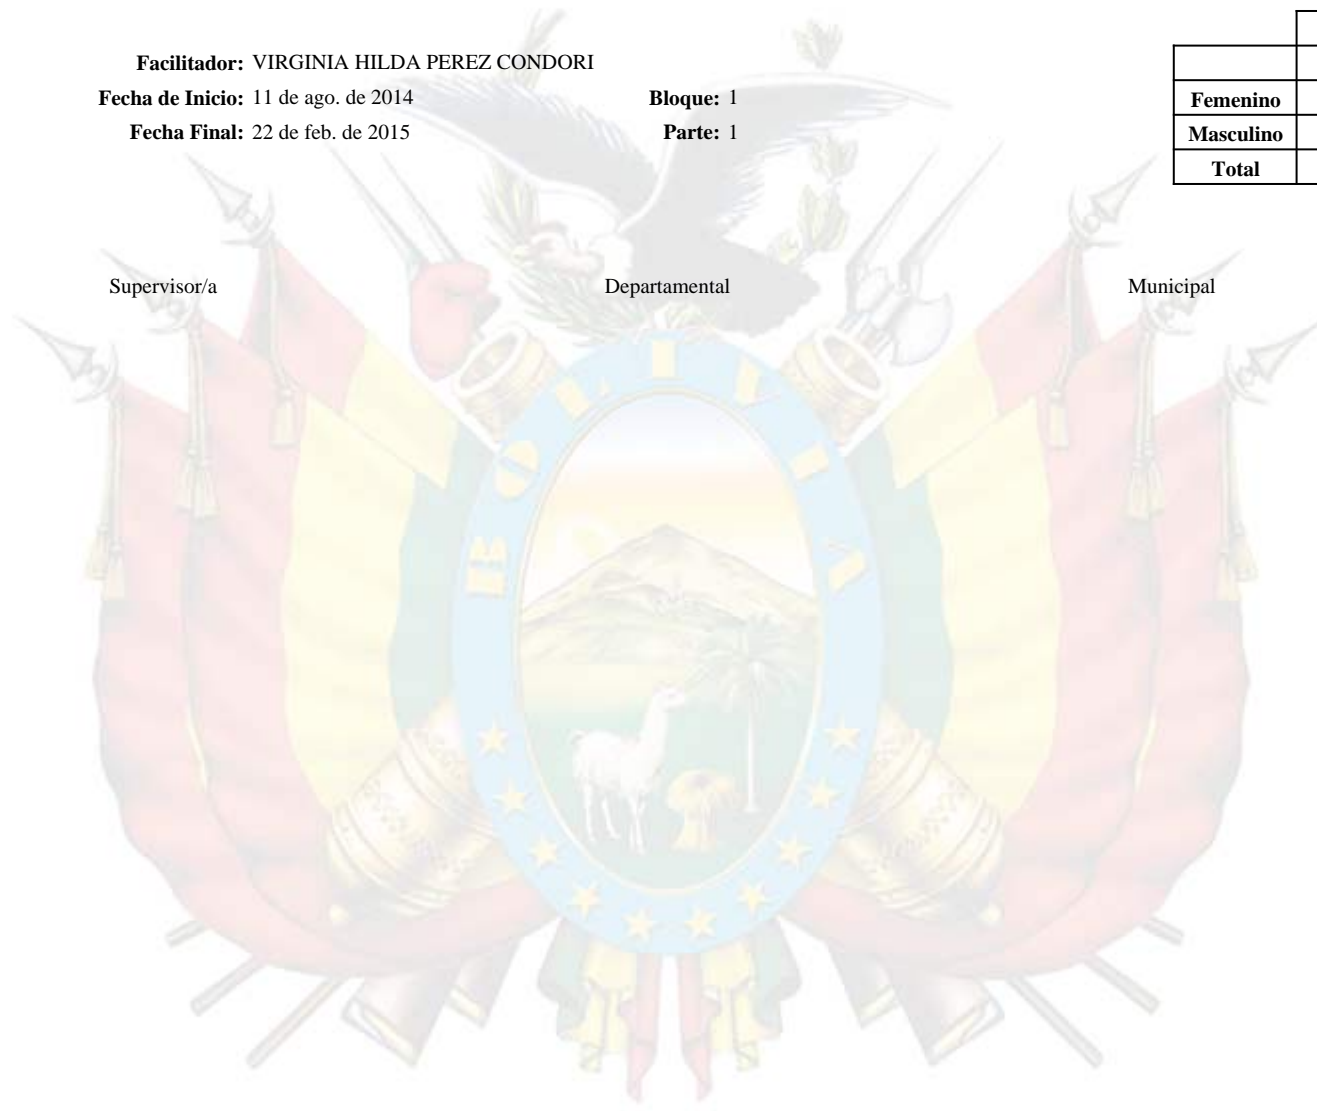 Facilitador: VIRGINIA HILDA PEREZ CONDORI
Fecha de Inicio: 11 de ago. de 2014 Bloque: 1
Fecha Final: 22 de feb. de 2015 Parte: 1
Femenino
Masculino
Total
Supervisor/a Departamental Municipal
BOLIVIA